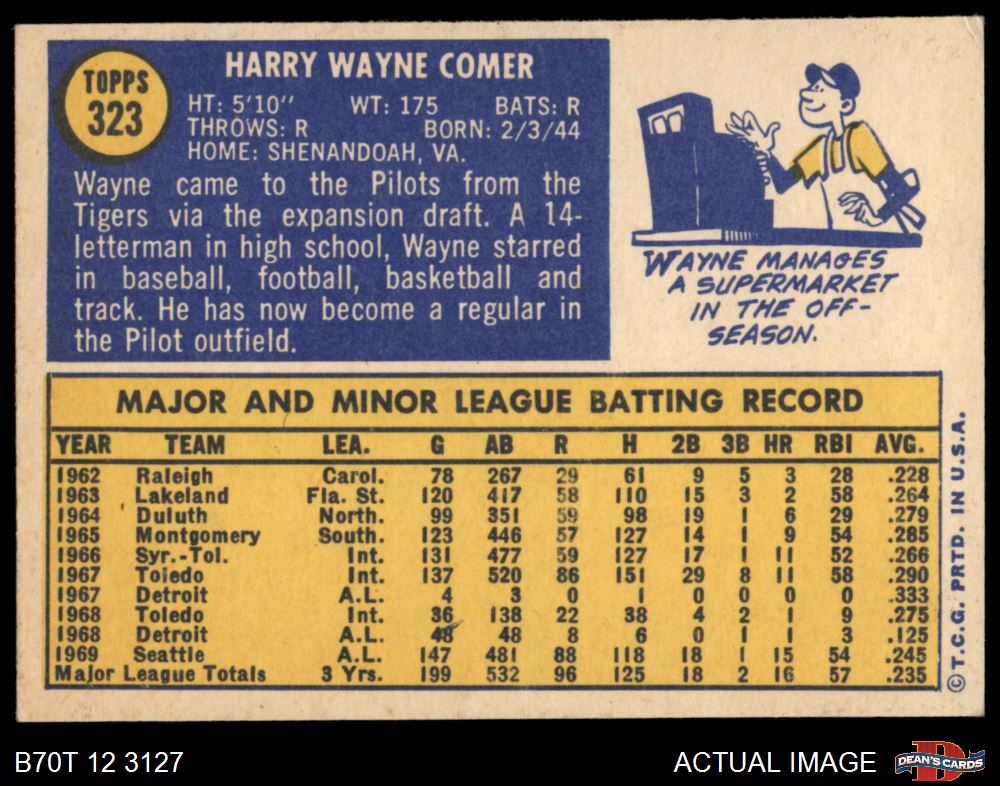 TOPPS
323
HARRY WAYNE COMER
HT: 5'10" WT: 175 BATS: R
THROWS: R BORN: 2/3/44
HOME: SHENANDOAH, VA.
Wayne came to the Pilots from the
Tigers via the expansion draft. A 14-
letterman in high school, Wayne starred
in baseball, football, basketball and
track. He has now become a regular in
the Pilot outfield.
WAYNE MANAGES
A SUPERMARKET
IN THE OFF-
SEASON.
MAJOR AND MINOR LEAGUE BATTING RECORD
YEAR TEAM LEA. G AB R H 2B 3B HR RBI AVG.
1962 Raleigh Carol. 78 267 29 61 9 5 3 28 .228
1963 Lakeland Fla. St. 120 417 58 110 15 3 2 58 .264
1964 Duluth North. 99 351 59 98 19 1 6 29 .279
1965 Montgomery South. 123 446 57 127 14 1 9 54 .285
1966 Syr.-Tol. Int. 131 477 59 127 17 1 11 52 .266
1967 Toledo Int. 137 520 86 151 29 8 11 58 .290
1967 Detroit A.L. 4 3 0 1 0 0 0 0 .333
1968 Toledo Int. 36 138 22 38 4 2 1 9 .275
1968 Detroit A.L. 48 48 8 6 0 1 1 3 .125
1969 Seattle A.L. 147 481 88 118 18 1 15 54 .245
Major League Totals 3 Yrs. 199 532 96 125 18 2 16 57 .235
©T.C.G. PRTD. IN U.S.A.
B70T 12 3127
ACTUAL IMAGE
D
DEAN'S CARDS